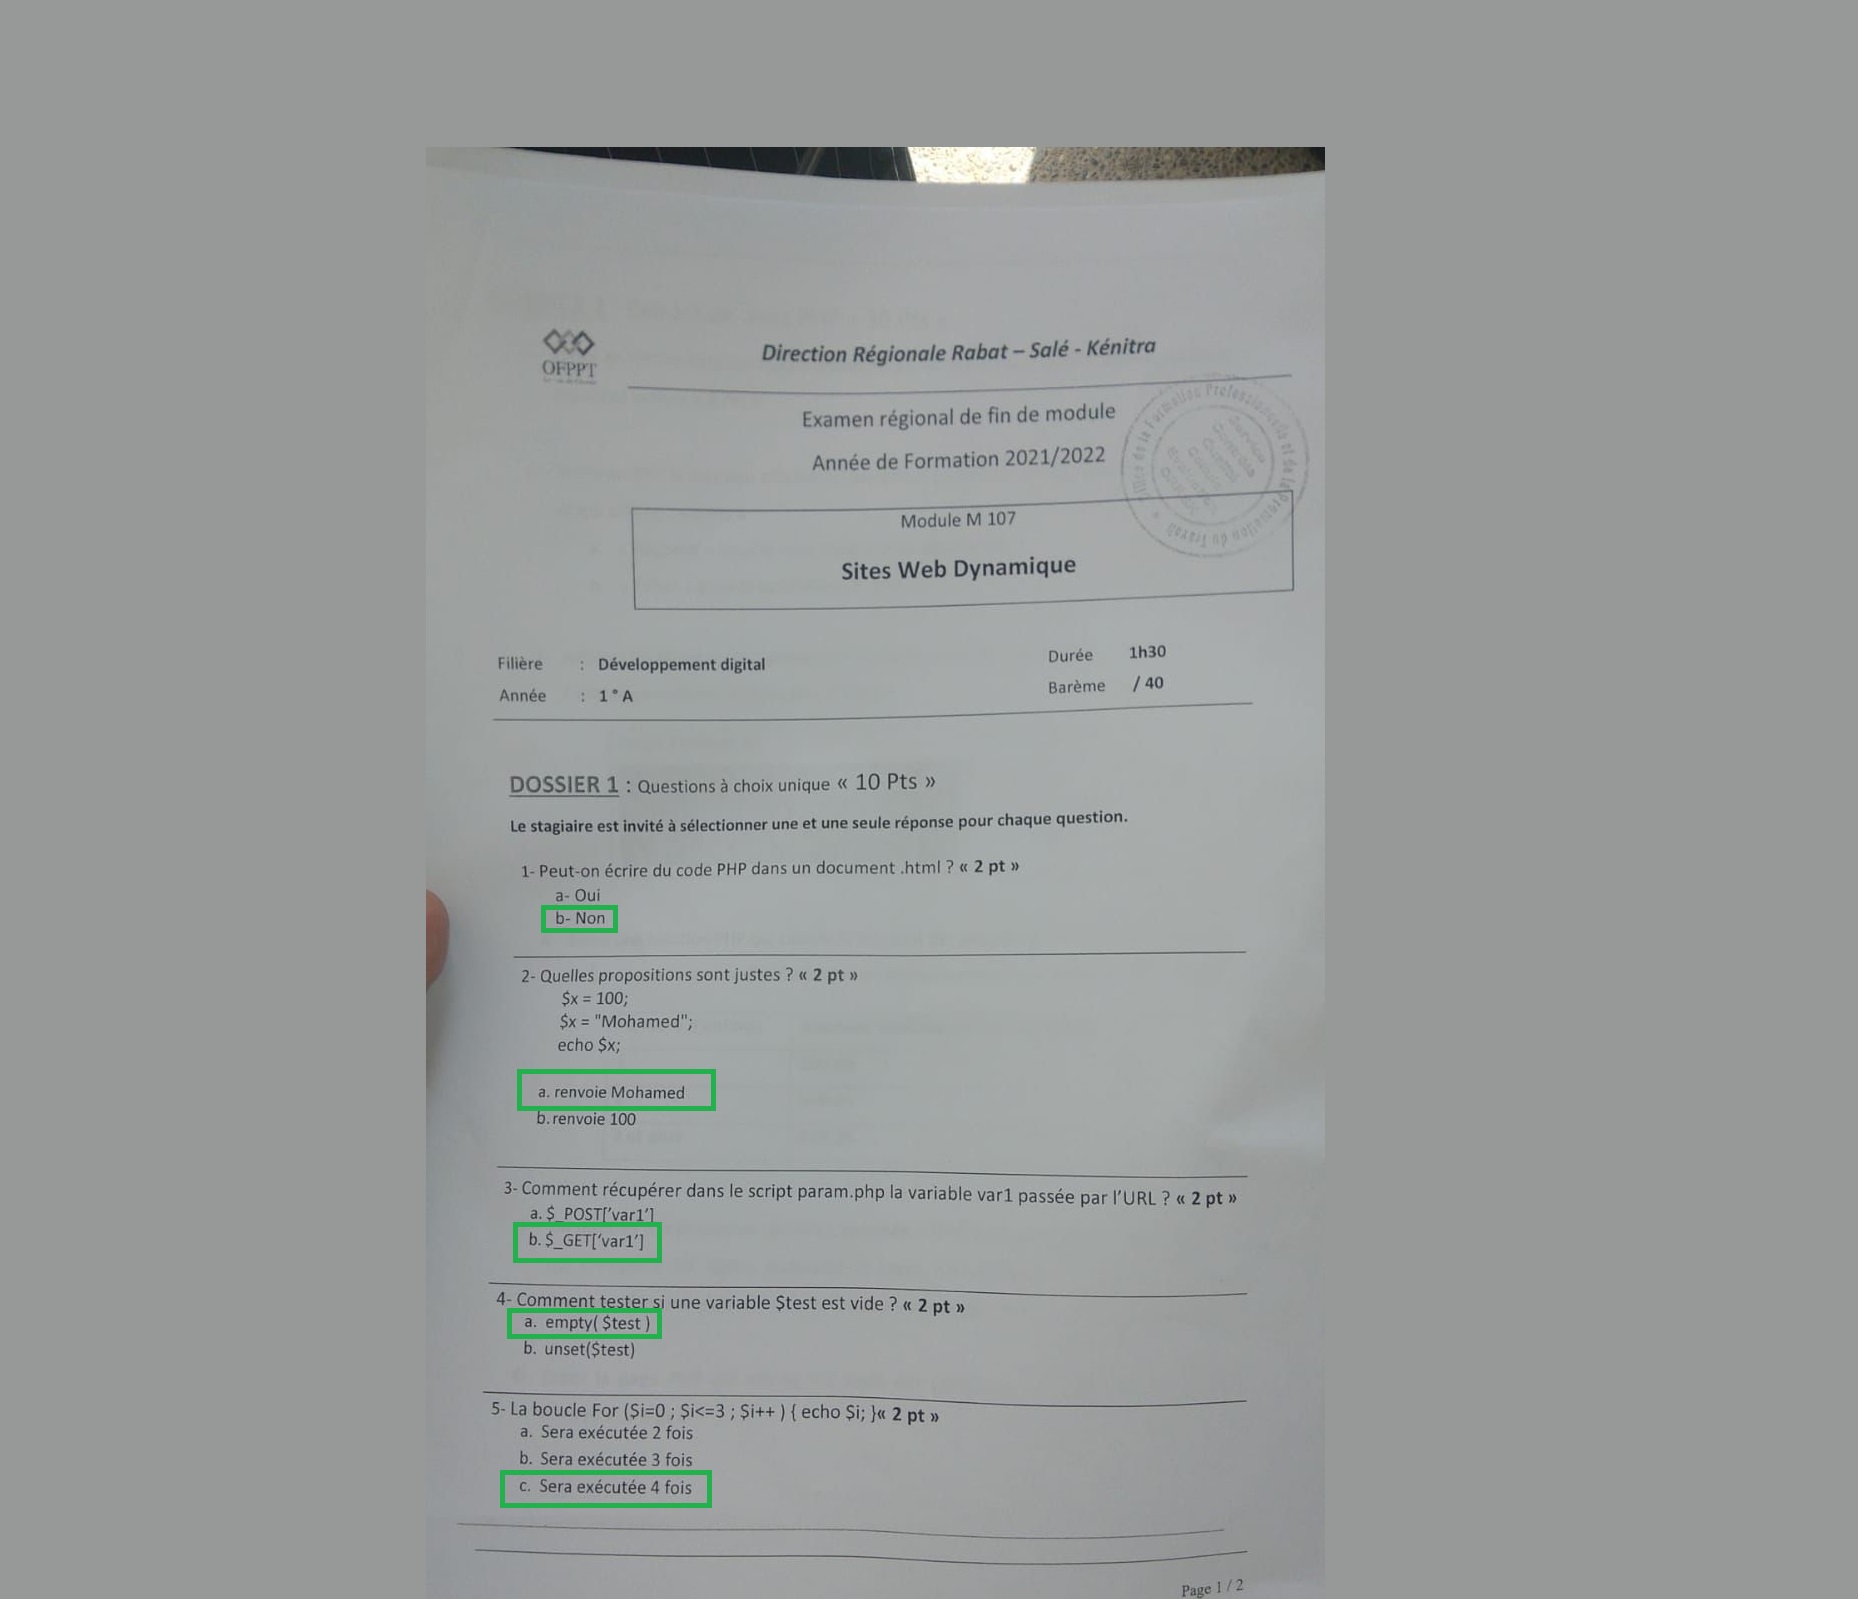 OFPPT
Direction Régionale Rabat – Salé - Kénitra
Examen régional de fin de module
Année de Formation 2021/2022
Module M 107
Sites Web Dynamique
Filière : Développement digital
Durée 1h30
Année : 1°A
Barème / 40
DOSSIER 1 : Questions à choix unique « 10 Pts »
Le stagiaire est invité à sélectionner une et une seule réponse pour chaque question.
1- Peut-on écrire du code PHP dans un document .html ? « 2 pt »
a- Oui
b- Non
2- Quelles propositions sont justes ? « 2 pt »
$x = 100;
$x = "Mohamed";
echo $x;
a. renvoie Mohamed
b. renvoie 100
3- Comment récupérer dans le script param.php la variable var1 passée par l’URL ? « 2 pt »
a. $_POST[‘var1’]
b. $_GET[‘var1’]
4- Comment tester si une variable $test est vide ? « 2 pt »
a. empty( $test )
b. unset($test)
5- La boucle For ($i=0 ; $i<=3 ; $i++ ) { echo $i; }« 2 pt »
a. Sera exécutée 2 fois
b. Sera exécutée 3 fois
c. Sera exécutée 4 fois
Page 1 / 2